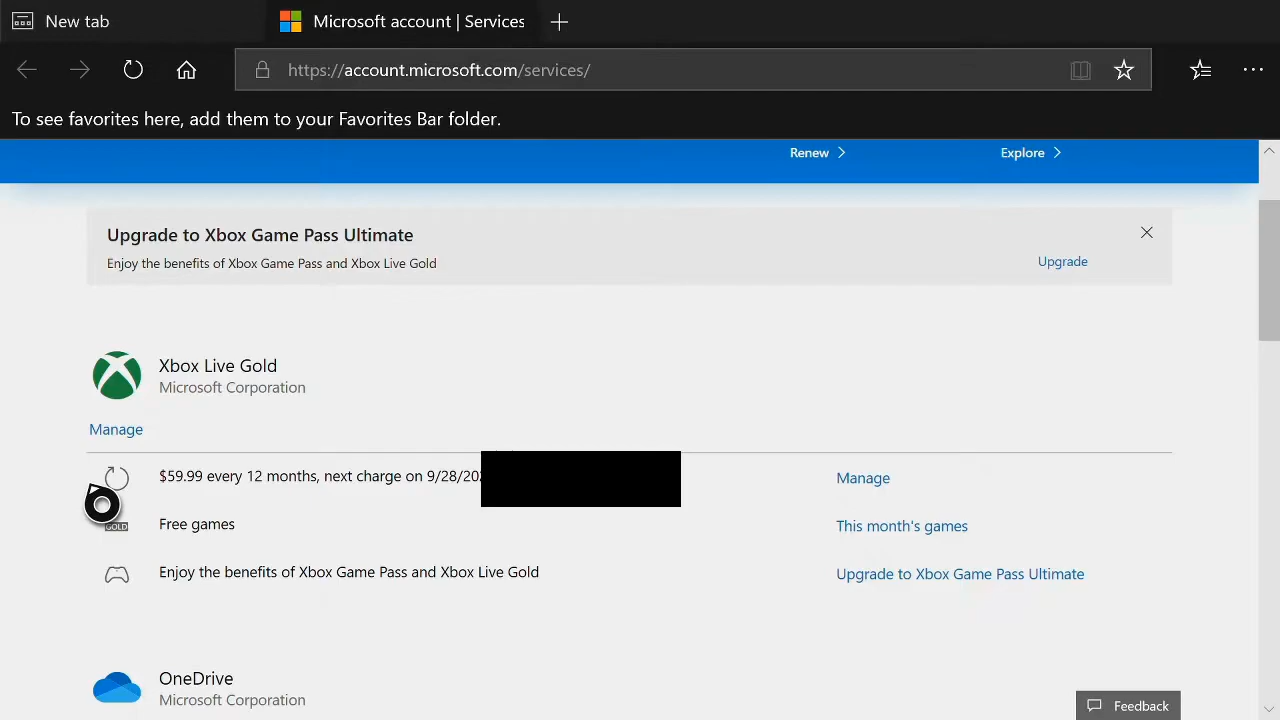 New tab
Microsoft account | Services
https://account.microsoft.com/services/
To see favorites here, add them to your Favorites Bar folder.
Renew
Explore
Upgrade to Xbox Game Pass Ultimate
Enjoy the benefits of Xbox Game Pass and Xbox Live Gold
Upgrade
Xbox Live Gold
Microsoft Corporation
Manage
$59.99 every 12 months, next charge on 9/28/202
Manage
GOLD
Free games
This month's games
Enjoy the benefits of Xbox Game Pass and Xbox Live Gold
Upgrade to Xbox Game Pass Ultimate
OneDrive
Microsoft Corporation
Feedback